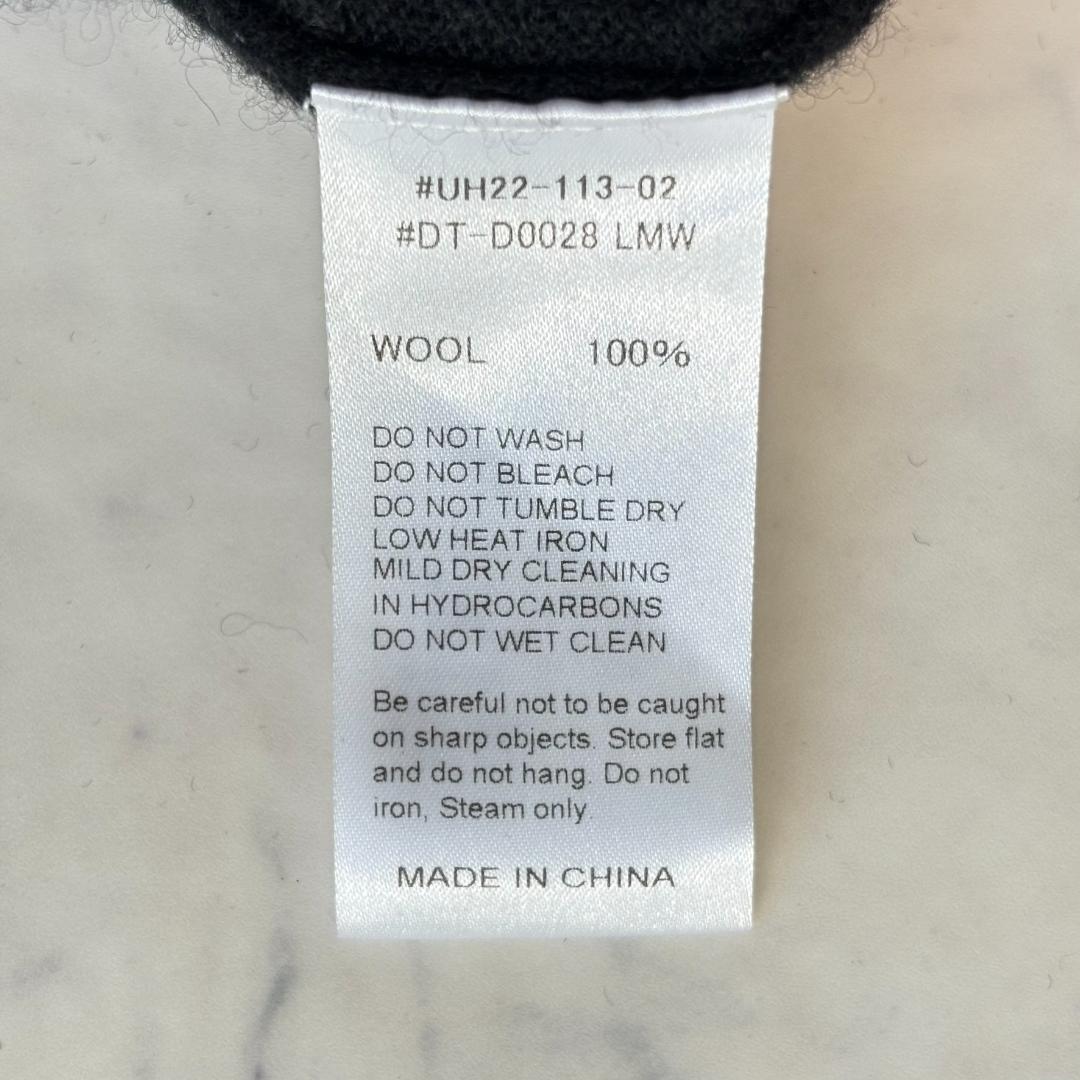 #UH22-113-02
#DT-D0028 LMW
WOOL 100%
DO NOT WASH
DO NOT BLEACH
DO NOT TUMBLE DRY
LOW HEAT IRON
MILD DRY CLEANING
IN HYDROCARBONS
DO NOT WET CLEAN
Be careful not to be caught
on sharp objects. Store flat
and do not hang. Do not
iron, Steam only.
MADE IN CHINA